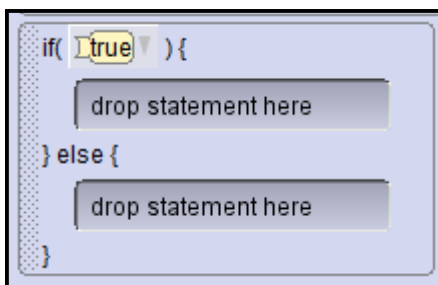 if( true ) {
drop statement here
} else {
drop statement here
}